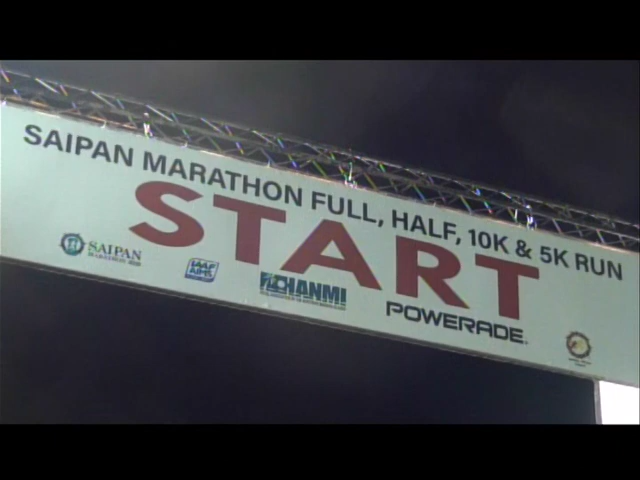 SAIPAN MARATHON FULL, HALF, 10K & 5K RUN
START
SAIPAN
IAAF
AIMS
HANMI
POWERADE